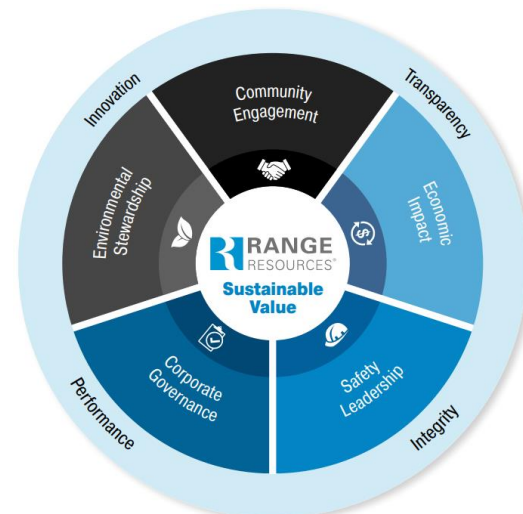 Innovation
Transparency
Community
Engagement
Environmental
Stewardship
Economic
Impact
RANGE
RESOURCES
Sustainable
Value
Corporate
Governance
Safety
Leadership
Performance
Integrity